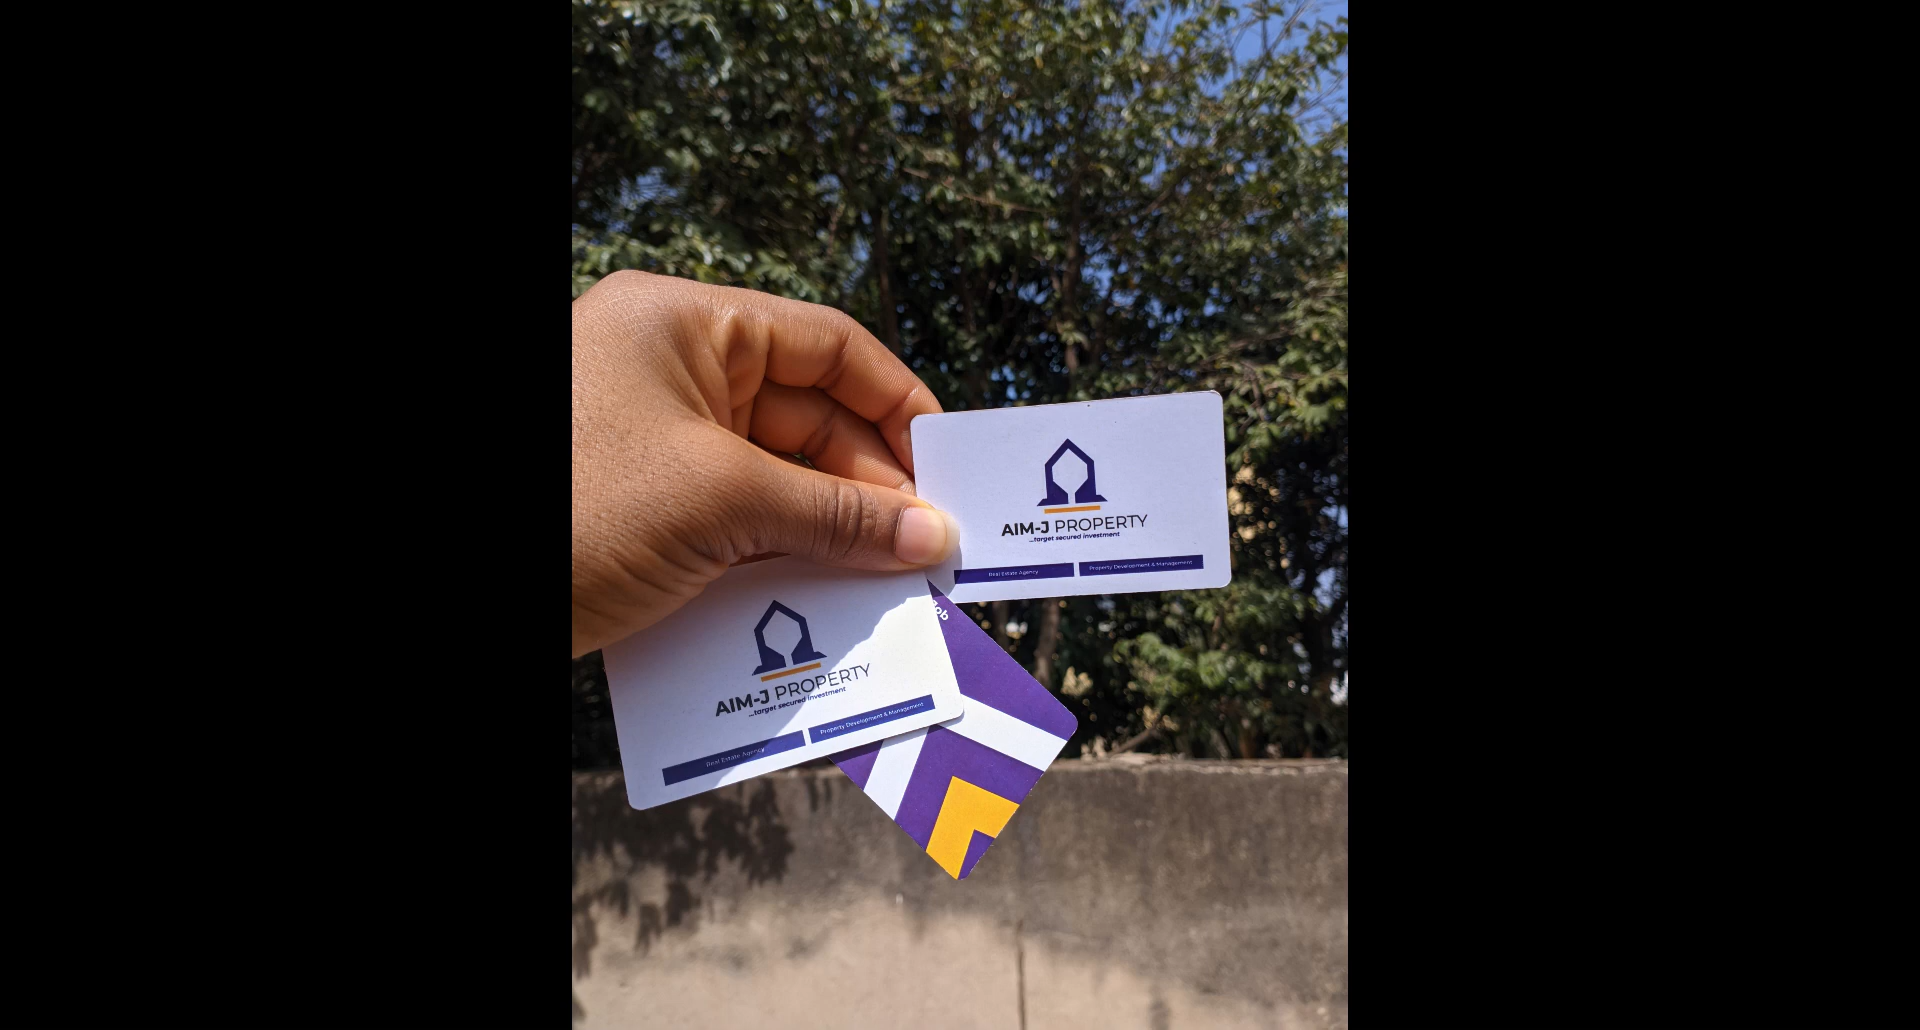 AIM-J PROPERTY
...target secured investment
Real Estate Agency
Property Development & Management
AIM-J PROPERTY
...target secured investment
Real Estate Agency
Property Development & Management